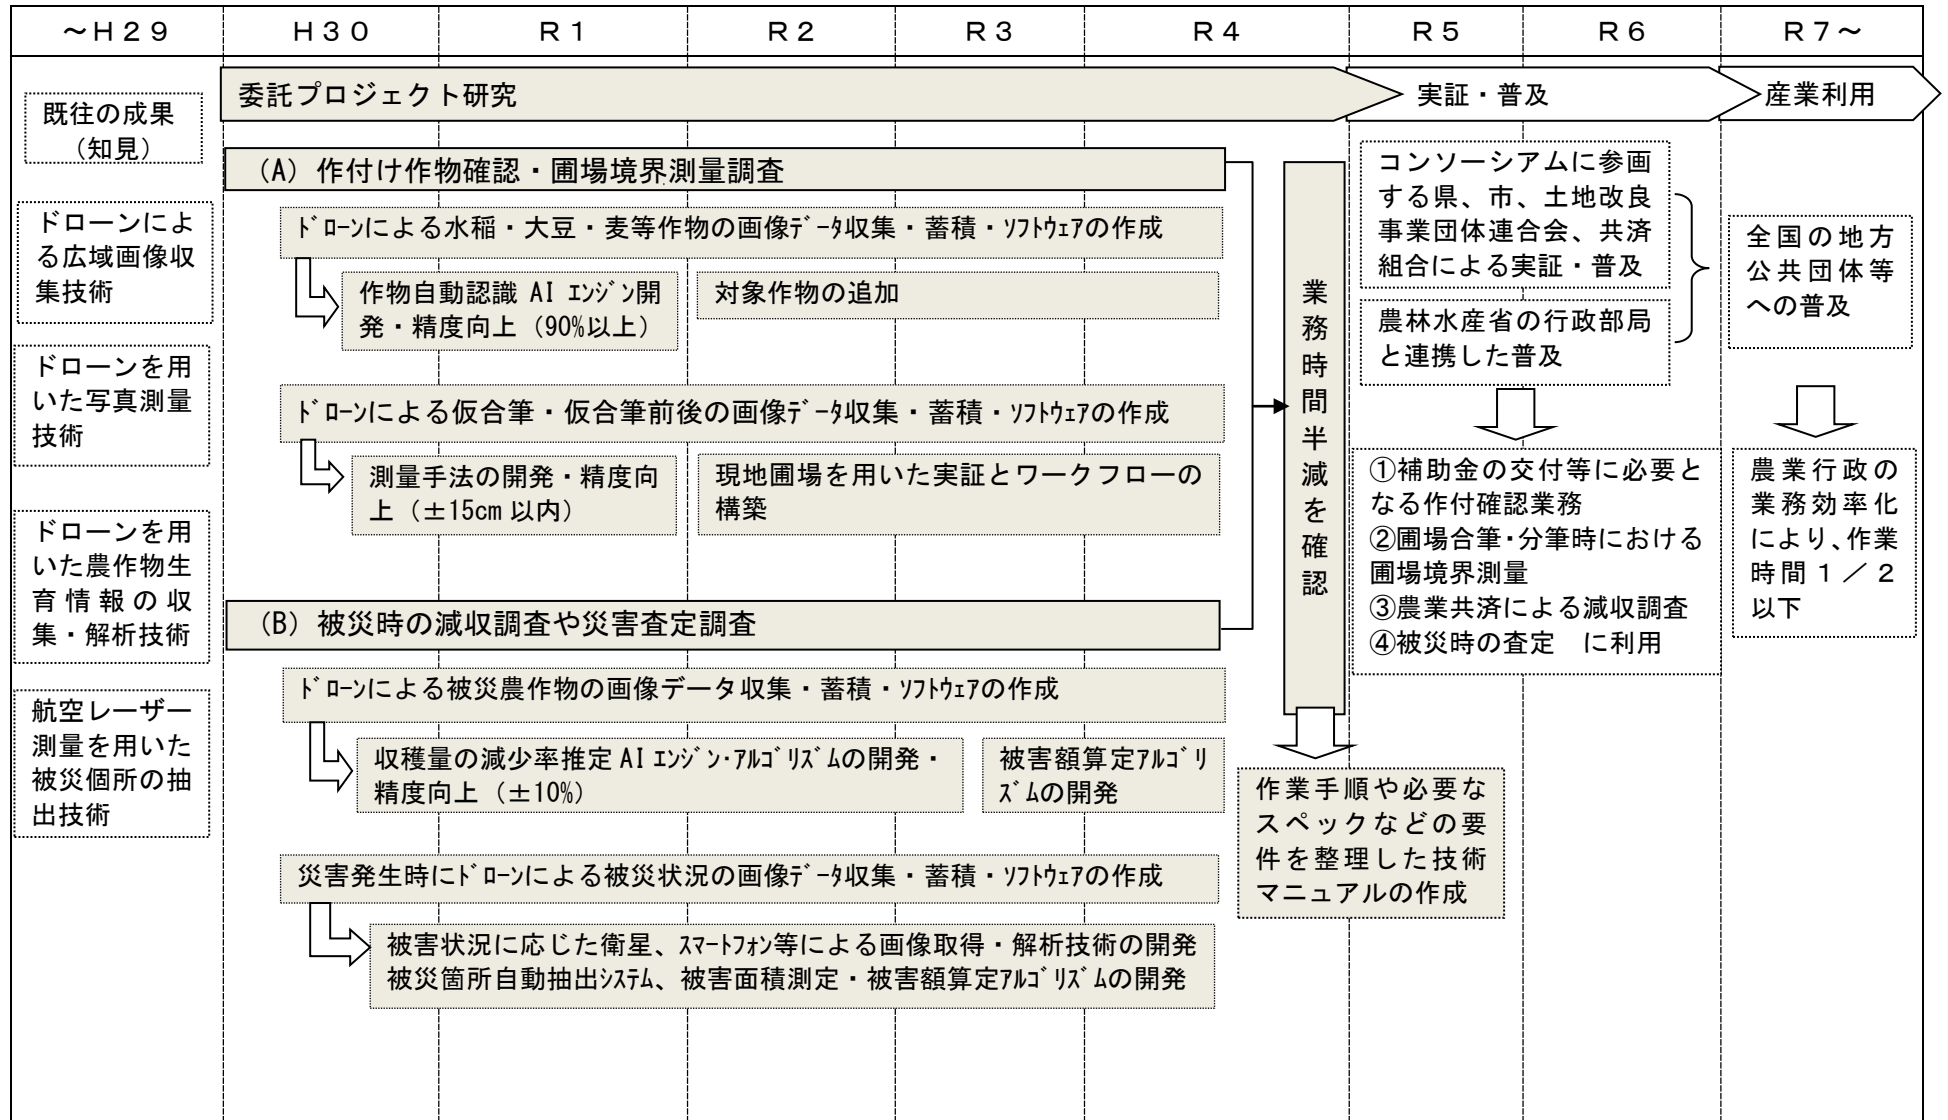 ～Ｈ２９
Ｈ３０
Ｒ１
Ｒ２
Ｒ３
Ｒ４
Ｒ５
Ｒ６
Ｒ７～
委託プロジェクト研究
実証・普及
産業利用
既往の成果
（知見）
ドローンによ
る広域画像収
集技術
ドローンを用
いた写真測量
技術
ドローンを用
いた農作物生
育情報の収
集・解析技術
航空レーザー
測量を用いた
被災個所の抽
出技術
（A）作付け作物確認・圃場境界測量調査
ﾄﾞﾛｰﾝによる水稲・大豆・麦等作物の画像ﾃﾞｰﾀ収集・蓄積・ｿﾌﾄｳｪｱの作成
作物自動認識 AI ｴﾝｼﾞﾝ開
発・精度向上（90%以上）
対象作物の追加
ﾄﾞﾛｰﾝによる仮合筆・仮合筆前後の画像ﾃﾞｰﾀ収集・蓄積・ｿﾌﾄｳｪｱの作成
測量手法の開発・精度向
上（±15cm 以内）
現地圃場を用いた実証とワークフローの
構築
（B）被災時の減収調査や災害査定調査
ﾄﾞﾛｰﾝによる被災農作物の画像データ収集・蓄積・ｿﾌﾄｳｪｱの作成
収穫量の減少率推定 AI ｴﾝｼﾞﾝ･ｱﾙｺﾞﾘｽﾞﾑの開発・
精度向上（±10%）
被害額算定ｱﾙｺﾞﾘ
ｽﾞﾑの開発
災害発生時にﾄﾞﾛｰﾝによる被災状況の画像ﾃﾞｰﾀ収集・蓄積・ｿﾌﾄｳｪｱの作成
被害状況に応じた衛星、ｽﾏｰﾄﾌｫﾝ等による画像取得・解析技術の開発
被災箇所自動抽出ｼｽﾃﾑ、被害面積測定・被害額算定ｱﾙｺﾞﾘｽﾞﾑの開発
業務時間半減を確認
作業手順や必要な
スペックなどの要
件を整理した技術
マニュアルの作成
コンソーシアムに参画
する県、市、土地改良
事業団体連合会、共済
組合による実証・普及
農林水産省の行政部局
と連携した普及
①補助金の交付等に必要と
なる作付確認業務
②圃場合筆･分筆時における
圃場境界測量
③農業共済による減収調査
④被災時の査定　に利用
全国の地方
公共団体等
への普及
農業行政の
業務効率化
により、作業
時間１／２
以下